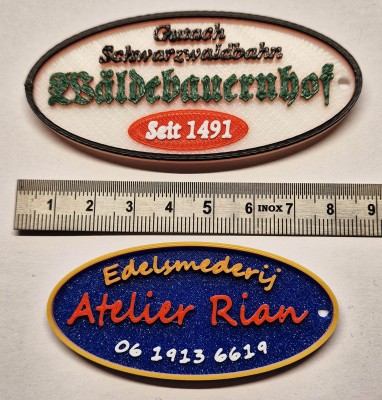 Gutach
Schwarzwaldbahn
Wäldebauernhof
Seit 1491
1 2 3 4 5 6 INOX 7 8 9
Edelsmederij
Atelier Rian
06 1913 6619